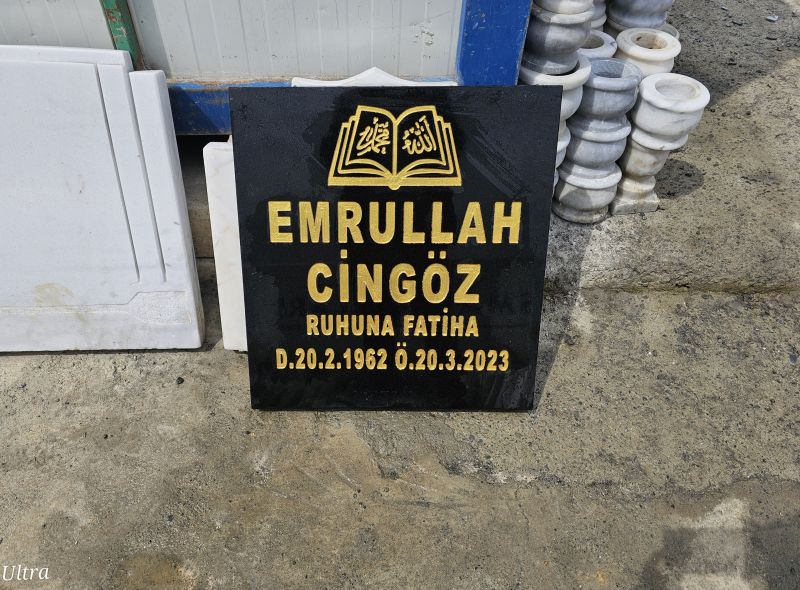 محمد الله
EMRULLAH
CİNGÖZ
RUHUNA FATİHA
D.20.2.1962 Ö.20.3.2023
Ultra